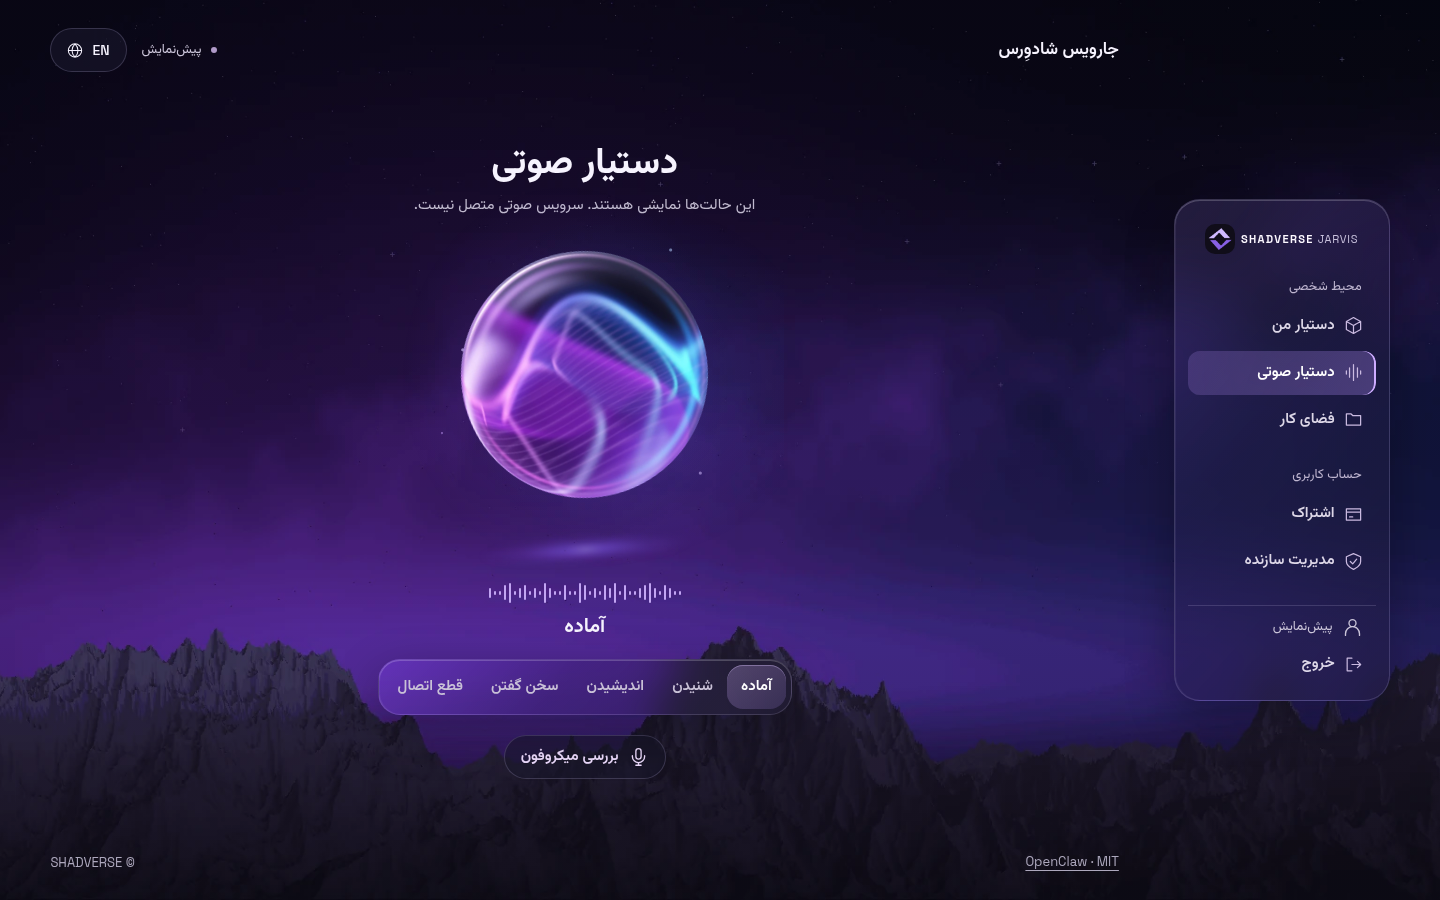 جارویس شادوِرس
پیش‌نمایش
EN
دستیار صوتی
این حالت‌ها نمایشی هستند. سرویس صوتی متصل نیست.
SHADVERSE JARVIS
محیط شخصی
دستیار من
دستیار صوتی
فضای کار
حساب کاربری
اشتراک
مدیریت سازنده
پیش‌نمایش
خروج
آماده
آماده شنیدن اندیشیدن سخن گفتن قطع اتصال
بررسی میکروفون
OpenClaw · MIT
SHADVERSE ©